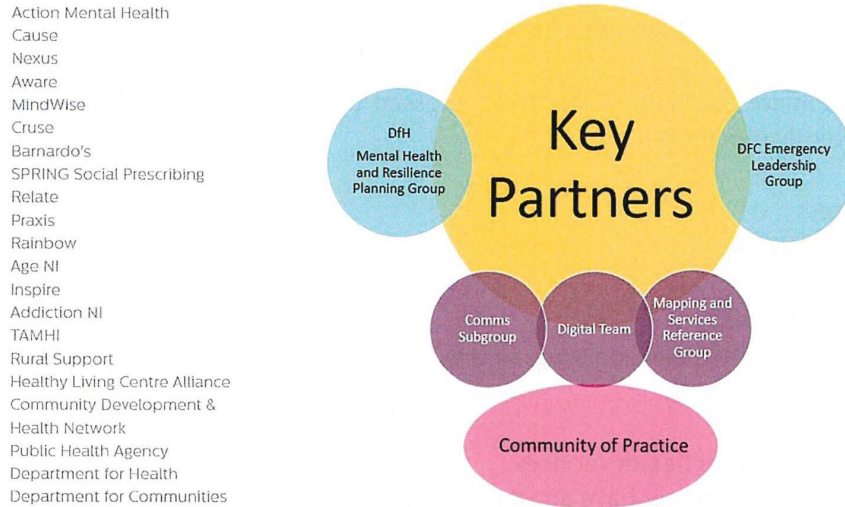 Action Mental Health
Cause
Nexus
Aware
MindWise
Cruse
Barnardo's
SPRING Social Prescribing
Relate
Praxis
Rainbow
Age NI
Inspire
Addiction NI
TAMHI
Rural Support
Healthy Living Centre Alliance
Community Development &
Health Network
Public Health Agency
Department for Health
Department for Communities
DfH
Mental Health
and Resilience
Planning Group
Key
Partners
DFC Emergency
Leadership
Group
Comms
Subgroup
Digital Team
Mapping and
Services
Reference
Group
Community of Practice